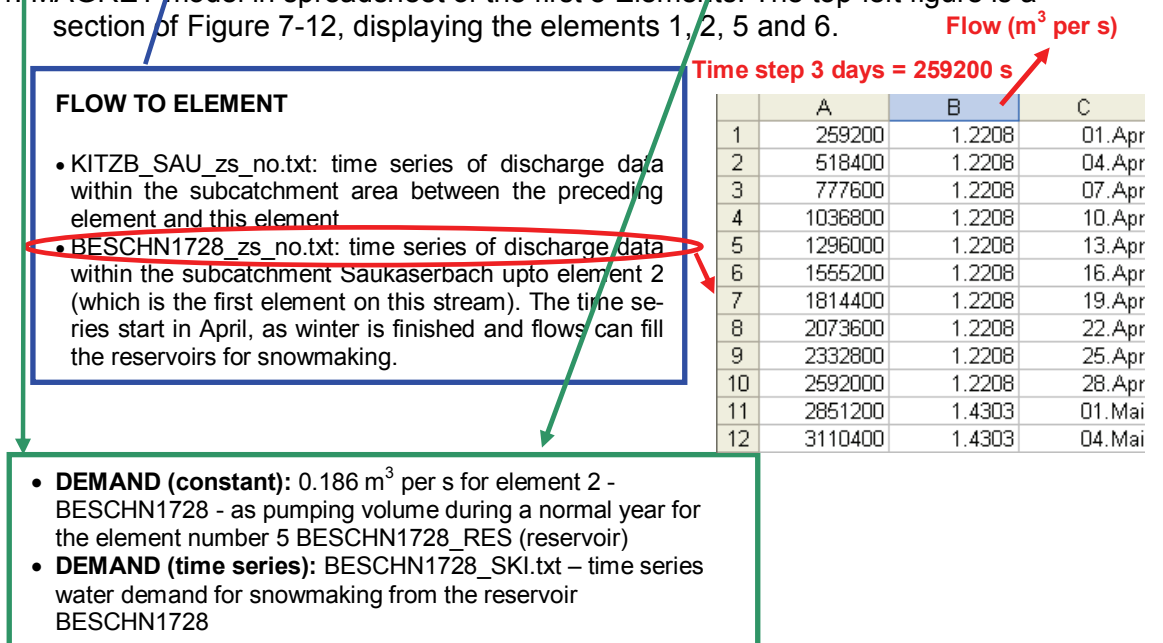 section of Figure 7-12, displaying the elements 1, 2, 5 and 6.
Flow (m³ per s)
Time step 3 days = 259200 s
FLOW TO ELEMENT
• KITZB_SAU_zs_no.txt: time series of discharge data
within the subcatchment area between the preceding
element and this element
• BESCHN1728_zs_no.txt: time series of discharge data
within the subcatchment Saukaserbach upto element 2
(which is the first element on this stream). The time se-
ries start in April, as winter is finished and flows can fill
the reservoirs for snowmaking.
A B C
1 259200 1.2208 01.Apr
2 518400 1.2208 04.Apr
3 777600 1.2208 07.Apr
4 1036800 1.2208 10.Apr
5 1296000 1.2208 13.Apr
6 1555200 1.2208 16.Apr
7 1814400 1.2208 19.Apr
8 2073600 1.2208 22.Apr
9 2332800 1.2208 25.Apr
10 2592000 1.2208 28.Apr
11 2851200 1.4303 01.Mai
12 3110400 1.4303 04.Mai
• DEMAND (constant): 0.186 m³ per s for element 2 -
BESCHN1728 - as pumping volume during a normal year for
the element number 5 BESCHN1728_RES (reservoir)
• DEMAND (time series): BESCHN1728_SKI.txt – time series
water demand for snowmaking from the reservoir
BESCHN1728